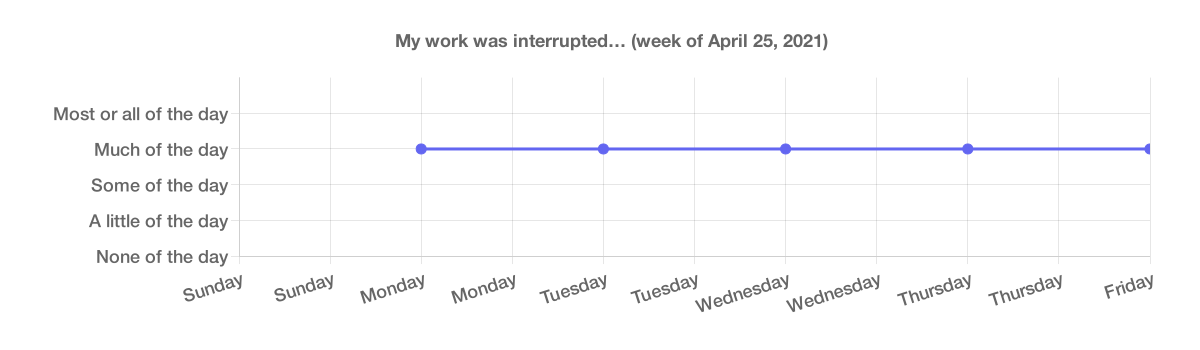 My work was interrupted... (week of April 25, 2021)
Most or all of the day
Much of the day
Some of the day
A little of the day
None of the day
Sunday Sunday Monday Monday Tuesday Tuesday Wednesday Wednesday Thursday Thursday Friday